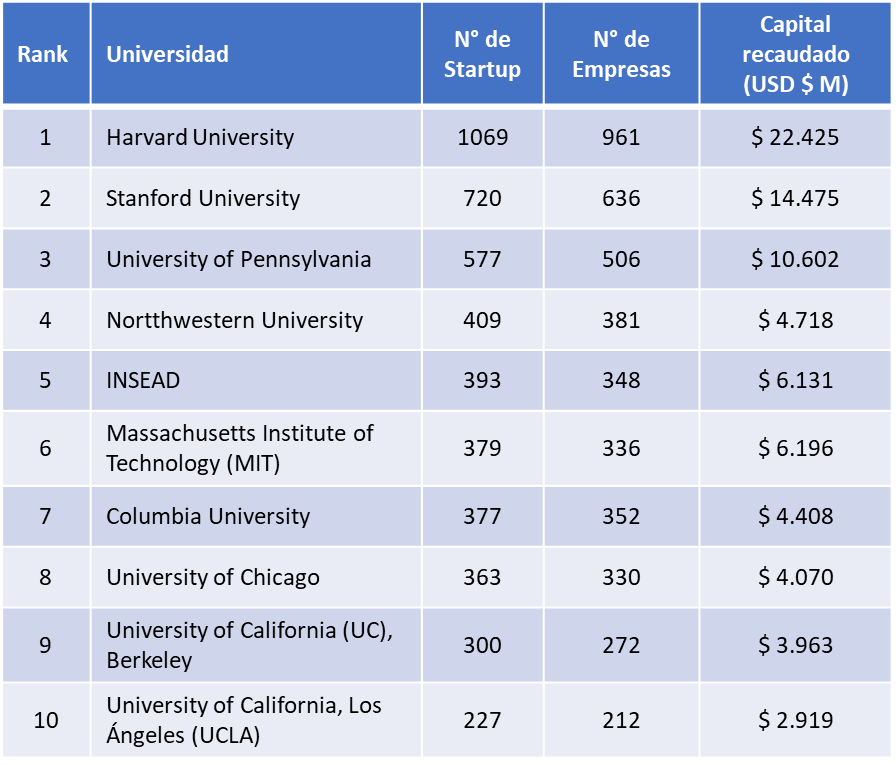 Rank Universidad N° de Startup N° de Empresas Capital recaudado (USD $ M)
1 Harvard University 1069 961 $ 22.425
2 Stanford University 720 636 $ 14.475
3 University of Pennsylvania 577 506 $ 10.602
4 Nortthwestern University 409 381 $ 4.718
5 INSEAD 393 348 $ 6.131
6 Massachusetts Institute of Technology (MIT) 379 336 $ 6.196
7 Columbia University 377 352 $ 4.408
8 University of Chicago 363 330 $ 4.070
9 University of California (UC), Berkeley 300 272 $ 3.963
10 University of California, Los Ángeles (UCLA) 227 212 $ 2.919